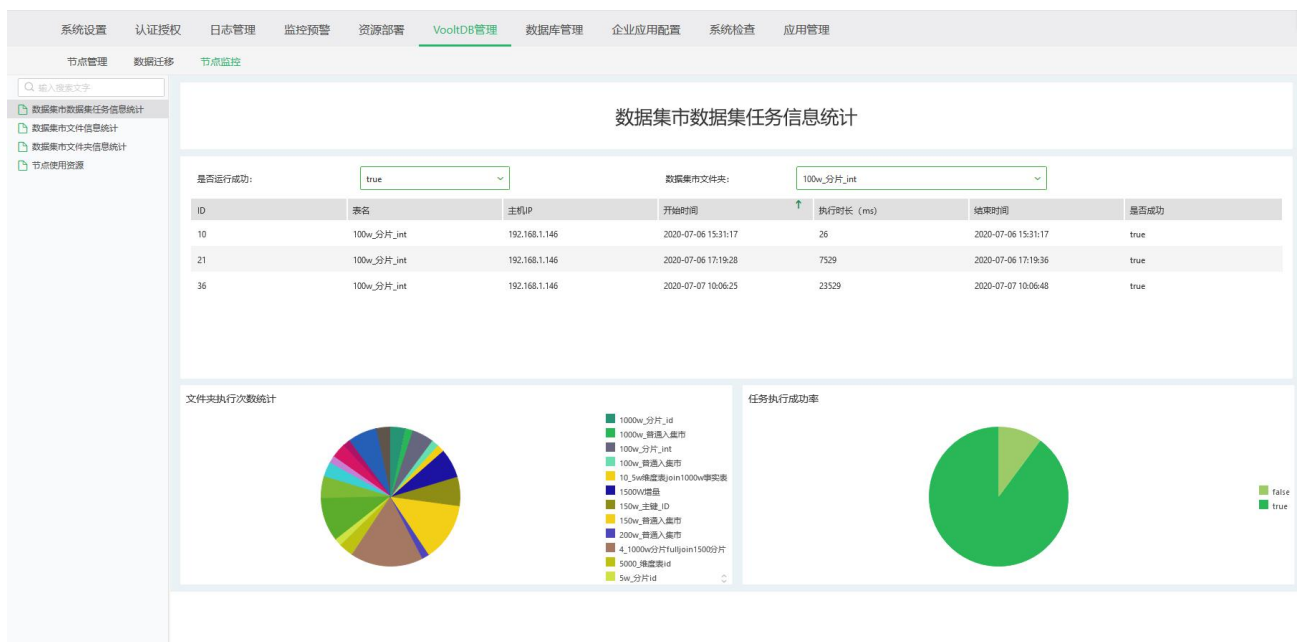 系统设置 认证授权 日志管理 监控预警 资源部署 VooltDB管理 数据库管理 企业应用配置 系统检查 应用管理
节点管理 数据迁移 节点监控
输入搜索文字
数据集市数据集任务信息统计
数据集市文件信息统计
数据集市文件夹信息统计
节点使用资源
数据集市数据集任务信息统计
是否运行成功: true 数据集市文件夹: 100w_分片_int
ID 表名 主机IP 开始时间 执行时长 (ms) 结束时间 是否成功
10 100w_分片_int 192.168.1.146 2020-07-06 15:31:17 26 2020-07-06 15:31:17 true
21 100w_分片_int 192.168.1.146 2020-07-06 17:19:28 7529 2020-07-06 17:19:36 true
36 100w_分片_int 192.168.1.146 2020-07-07 10:06:25 23529 2020-07-07 10:06:48 true
文件夹执行次数统计
1000w_分片_id
1000w_普通入集市
100w_分片_int
100w_普通入集市
10_5w维度表join1000w事实表
1500W增量
150w_主键_ID
150w_普通入集市
200w_普通入集市
4_1000w分片fulljoin1500分片
5000_维度表id
5w_分片id
任务执行成功率
false
true